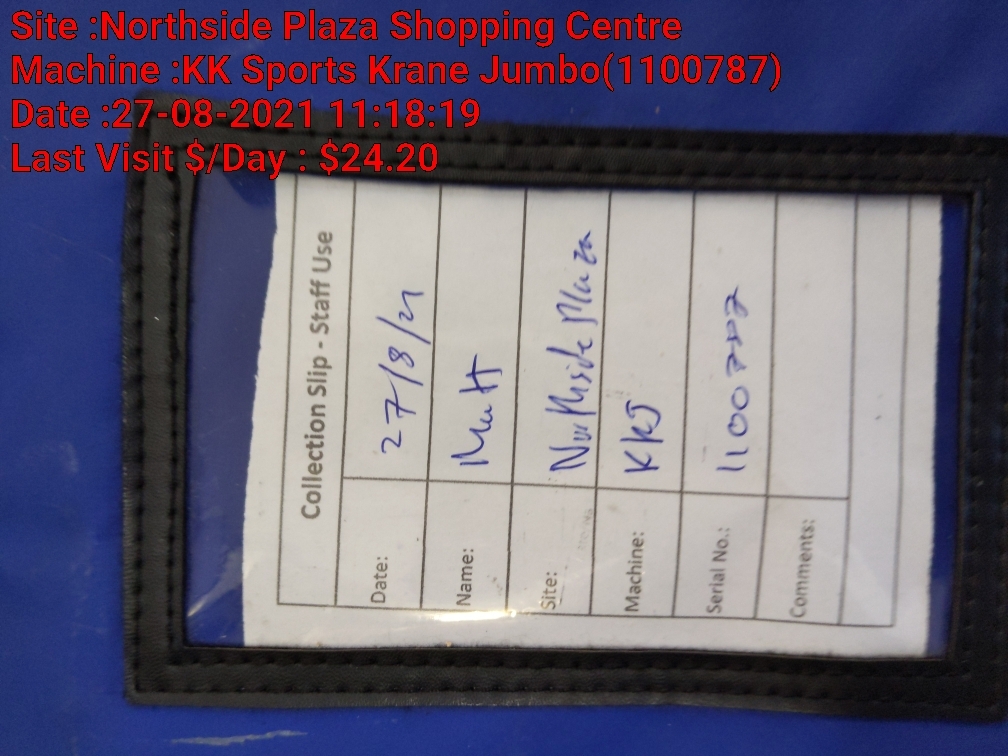 Site :Northside Plaza Shopping Centre
Machine :KK Sports Krane Jumbo(1100787)
Date :27-08-2021 11:18:19
Last Visit $/Day : $24.20
Collection Slip - Staff Use
Date: 27/8/21
Name: Matt
Site: Northside Plaza
Machine: KKJ
Serial No.: 1100787
Comments: